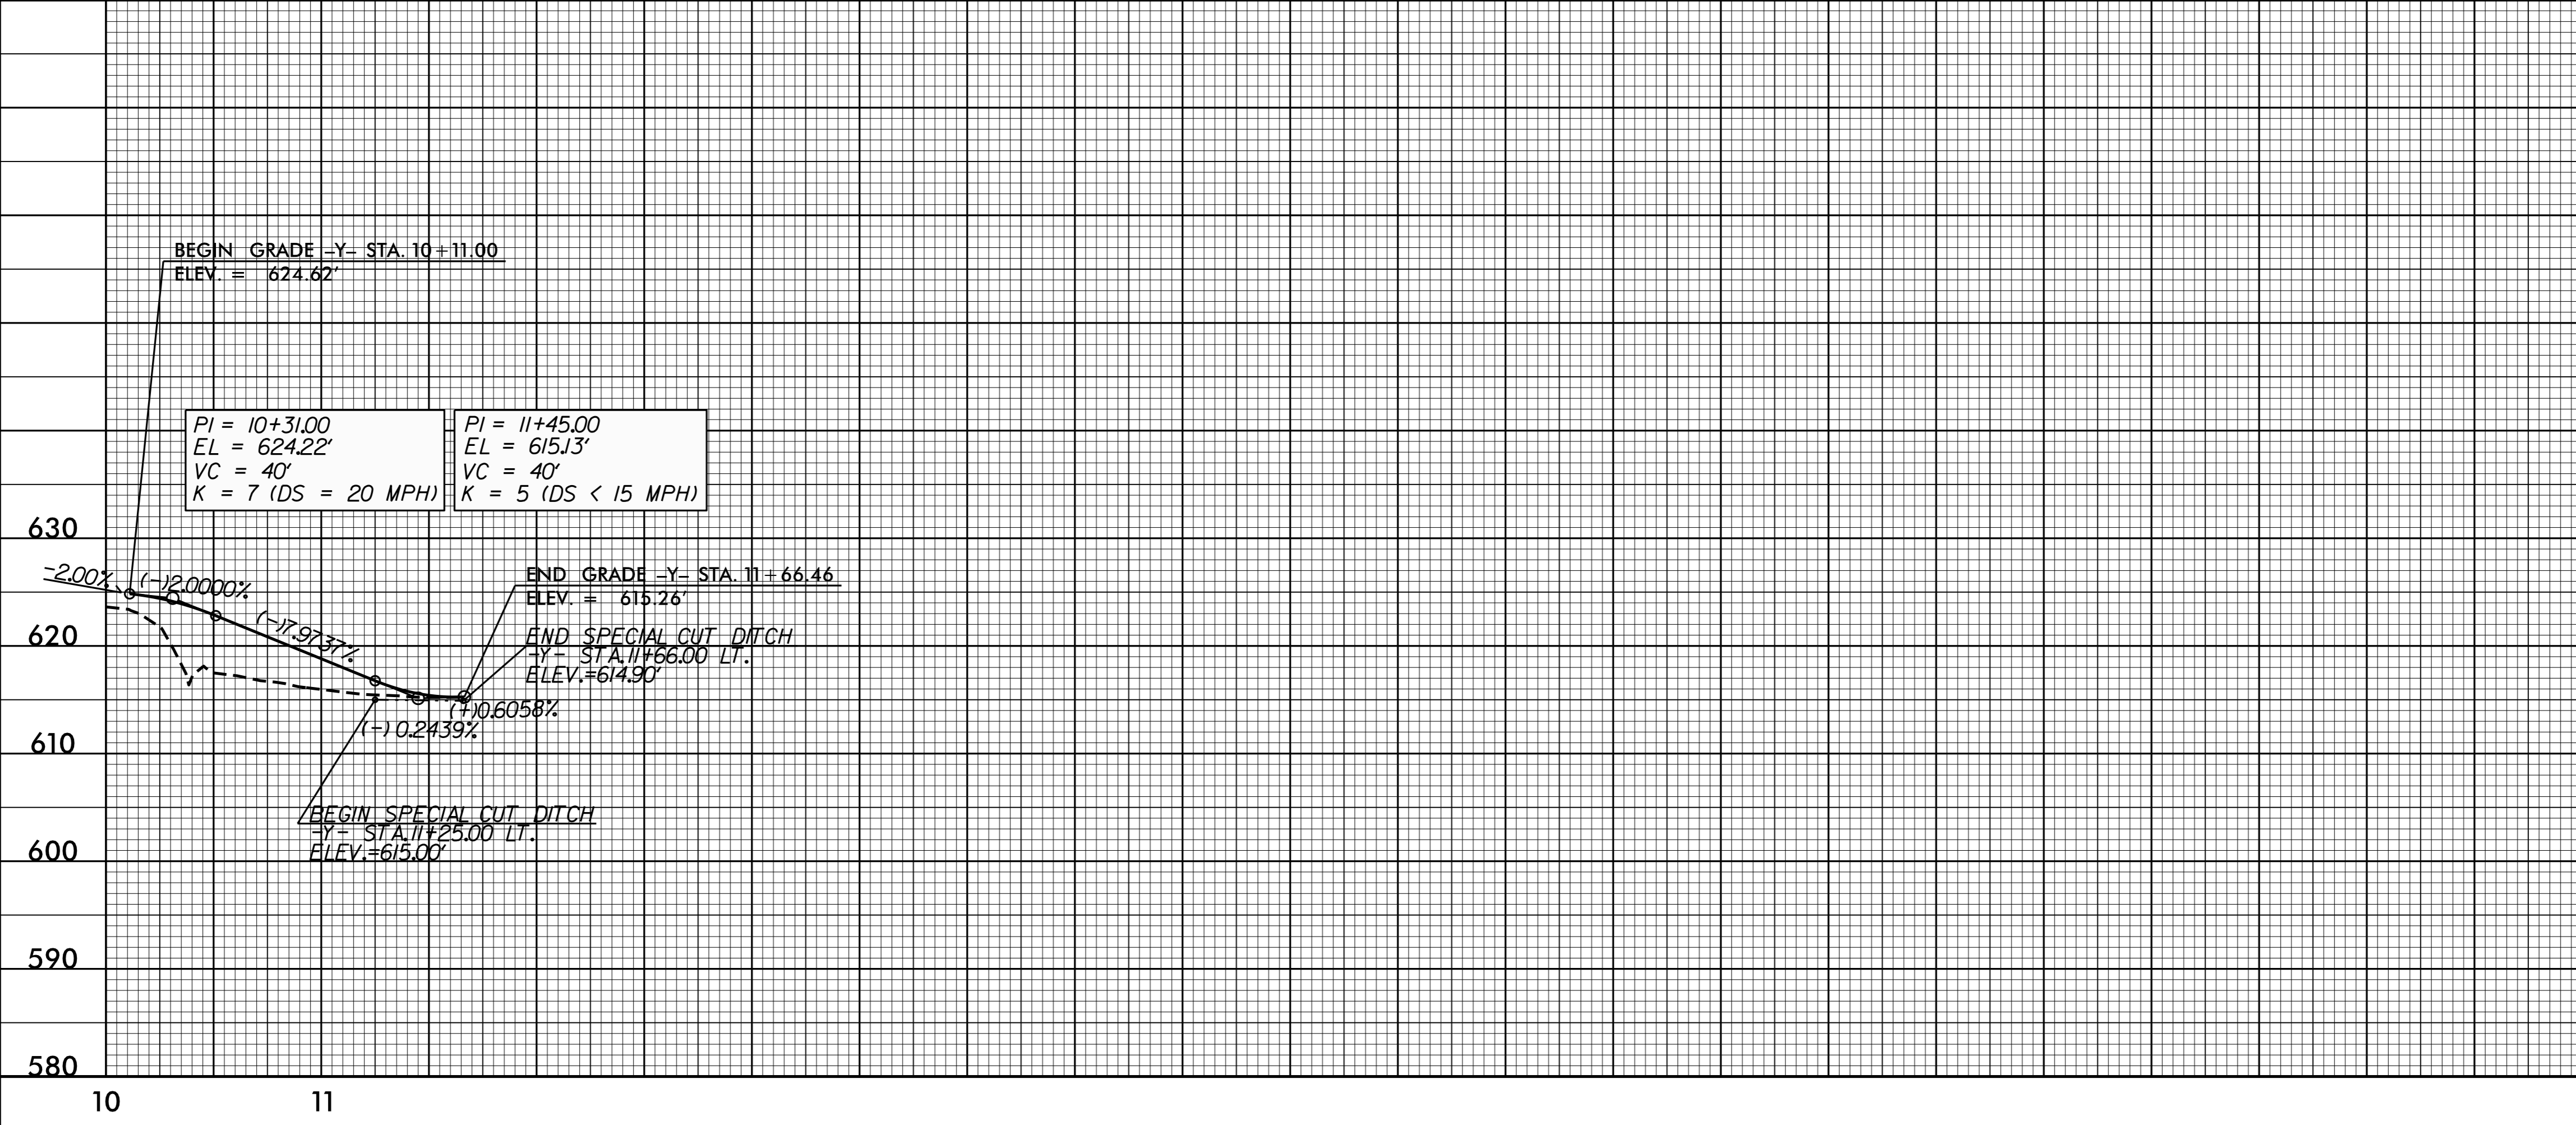 BEGIN GRADE -Y- STA. 10+11.00
ELEV. = 624.62'
PI = 10+31.00
EL = 624.22'
VC = 40'
K = 7 (DS = 20 MPH)
PI = 11+45.00
EL = 615.13'
VC = 40'
K = 5 (DS < 15 MPH)
630
-2.00%
(-)2.0000%
(-)7.9737%
END GRADE -Y- STA. 11+66.46
ELEV. = 615.26'
620
END SPECIAL CUT DITCH
-Y- STA.11+66.00 LT.
ELEV.=614.90'
(+)0.6058%
(-)0.2439%
610
BEGIN SPECIAL CUT DITCH
-Y- STA.11+25.00 LT.
ELEV.=615.00'
600
590
580
10 11